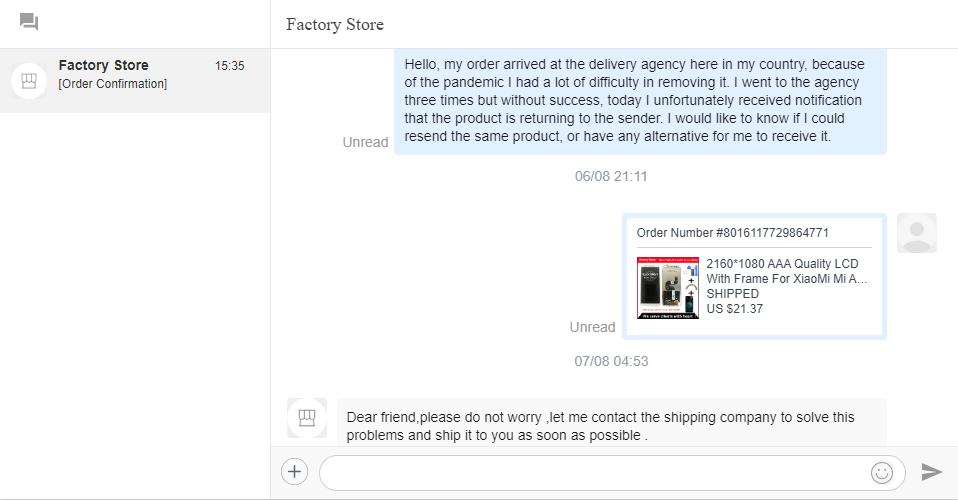 Factory Store
Factory Store 15:35
[Order Confirmation]
Hello, my order arrived at the delivery agency here in my country, because
of the pandemic I had a lot of difficulty in removing it. I went to the agency
three times but without success, today I unfortunately received notification
that the product is returning to the sender. I would like to know if I could
resend the same product, or have any alternative for me to receive it.
Unread
06/08 21:11
Order Number #8016117729864771
2160*1080 AAA Quality LCD
With Frame For XiaoMi Mi A...
SHIPPED
US $21.37
Unread
07/08 04:53
Dear friend,please do not worry ,let me contact the shipping company to solve this
problems and ship it to you as soon as possible .